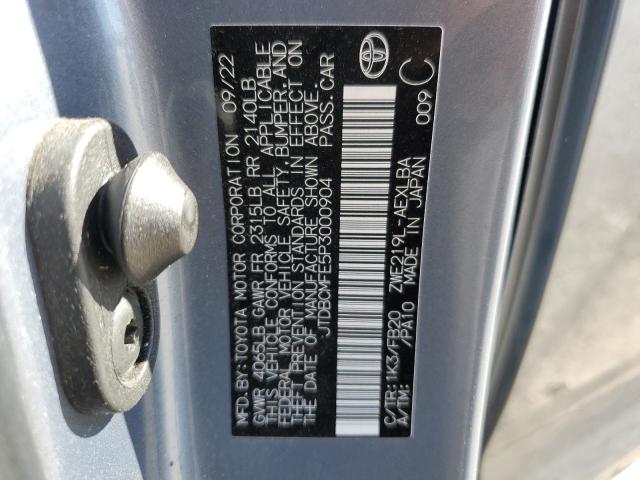 MFD. BY: TOYOTA MOTOR CORPORATION 09/22
GVWR 4065LB GAWR FR 2315LB RR 2140LB
THIS VEHICLE CONFORMS TO ALL APPLICABLE
FEDERAL MOTOR VEHICLE SAFETY, BUMPER, AND
THEFT PREVENTION STANDARDS IN EFFECT ON
THE DATE OF MANUFACTURE SHOWN ABOVE.
JTDBCMFE5P3000904 PASS. CAR
ZWE219L-AEXLBA
C/TR: 1K3/FB20 MADE IN JAPAN
A/TM: /PA10
009 C